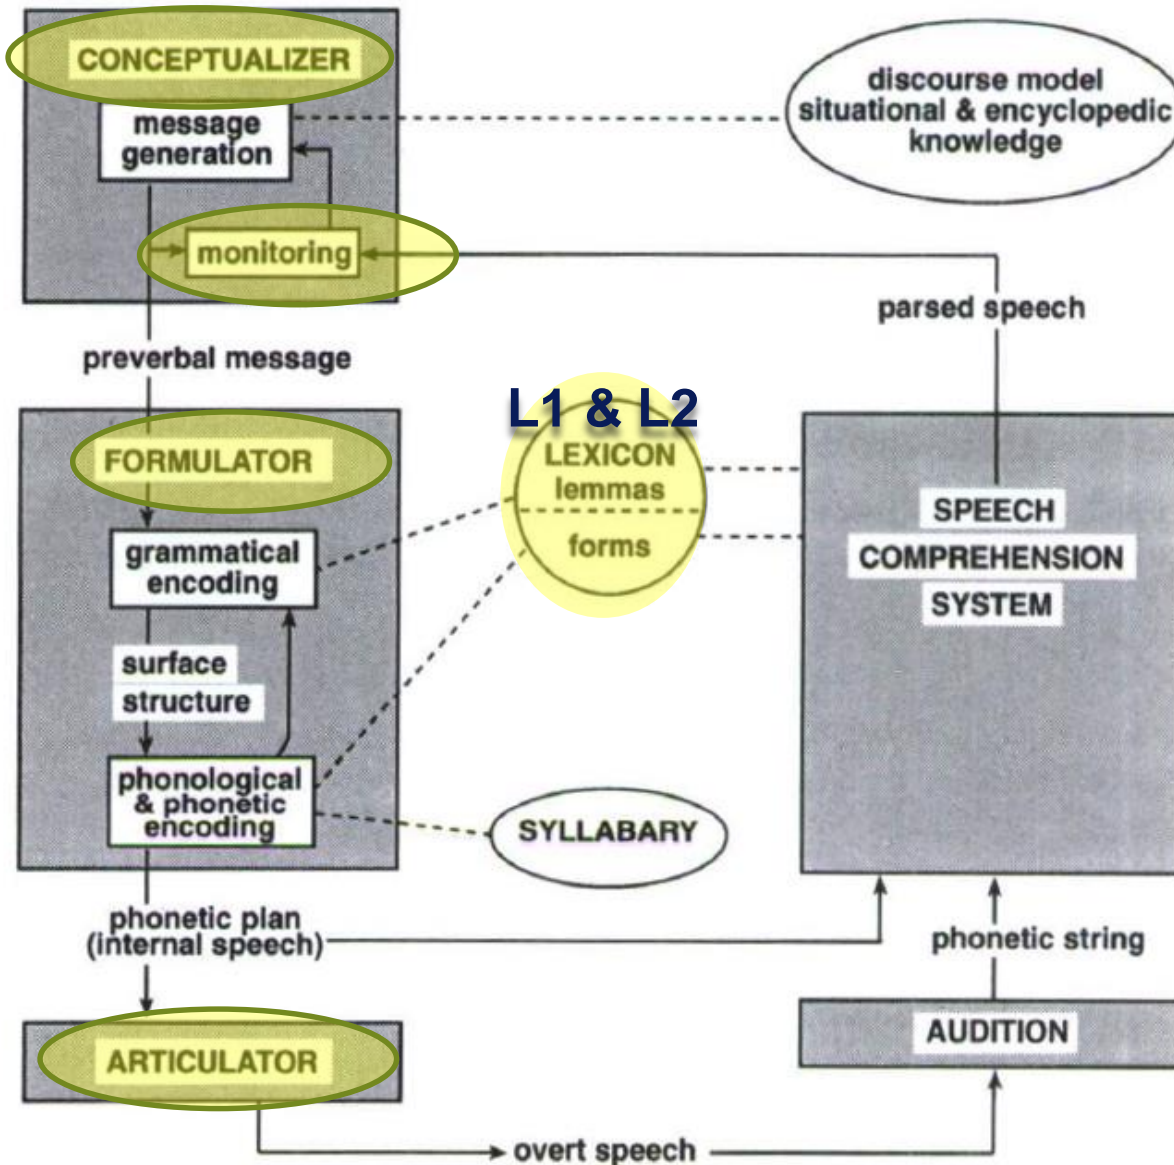 CONCEPTUALIZER
message
generation
monitoring
discourse model
situational & encyclopedic
knowledge
parsed speech
preverbal message
L1 & L2
LEXICON
lemmas
forms
FORMULATOR
grammatical
encoding
surface
structure
phonological
& phonetic
encoding
SYLLABARY
SPEECH
COMPREHENSION
SYSTEM
phonetic plan
(internal speech)
phonetic string
ARTICULATOR
AUDITION
overt speech